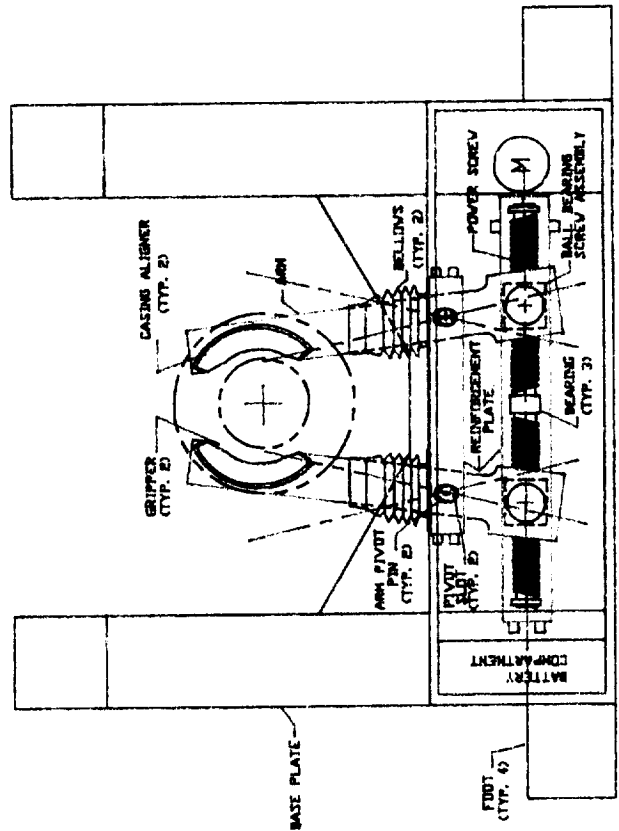 CASING ALIGNER
(TYP. 2)
ARM
BELLOWS
(TYP. 2)
POWER SCREW
M
BALL BEARING
SCREW ASSEMBLY
GRIPPER
(TYP. 2)
REINFORCEMENT
PLATE
BEARING
(TYP. 3)
ARM PIVOT
PIN
(TYP. 2)
PIVOT
SLOT
(TYP. 2)
BATTERY
COMPARTMENT
BASE PLATE
FOOT
(TYP. 4)